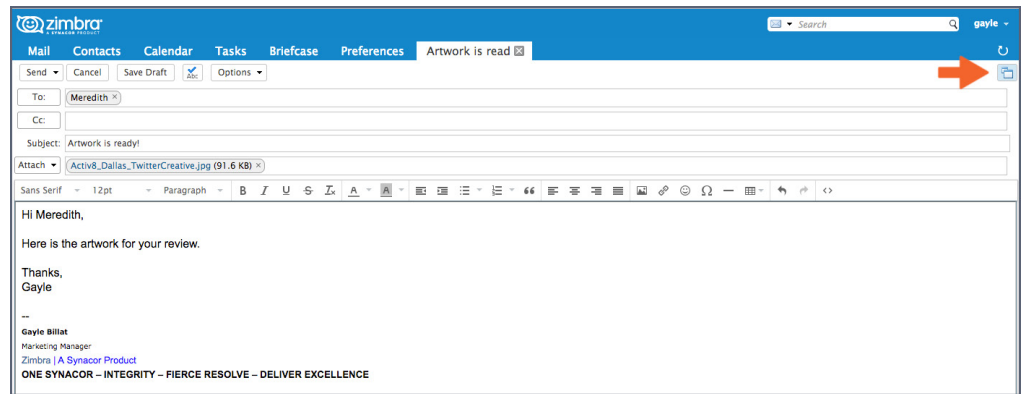 zimbra
A SYNACOR PRODUCT
Search
gayle
Mail Contacts Calendar Tasks Briefcase Preferences Artwork is read
Send Cancel Save Draft Abc Options
To: Meredith ×
Cc:
Subject: Artwork is ready!
Attach Activ8_Dallas_TwitterCreative.jpg (91.6 KB) ×
Sans Serif 12pt Paragraph B I U S Tx A A
Hi Meredith,
Here is the artwork for your review.
Thanks,
Gayle
--
Gayle Billat
Marketing Manager
Zimbra | A Synacor Product
ONE SYNACOR – INTEGRITY – FIERCE RESOLVE – DELIVER EXCELLENCE